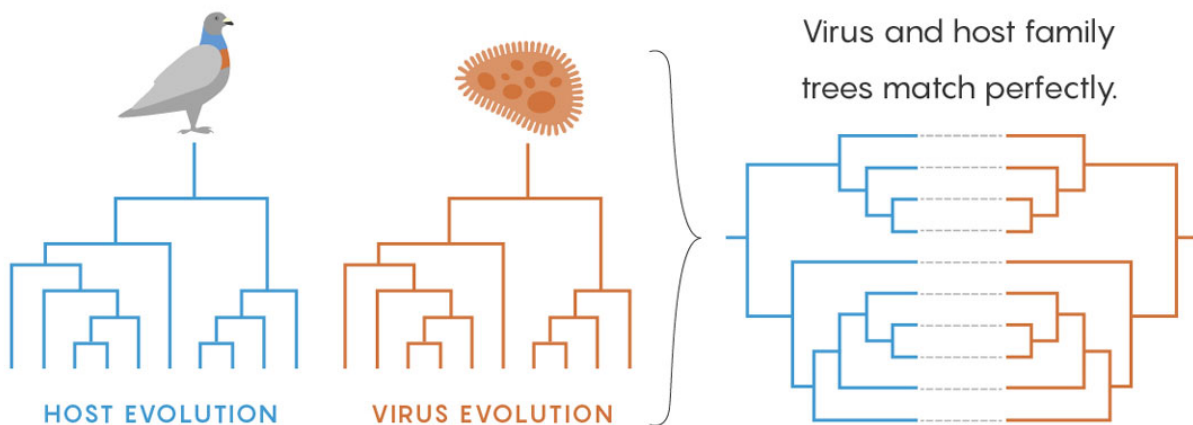 Virus and host family
trees match perfectly.
HOST EVOLUTION
VIRUS EVOLUTION